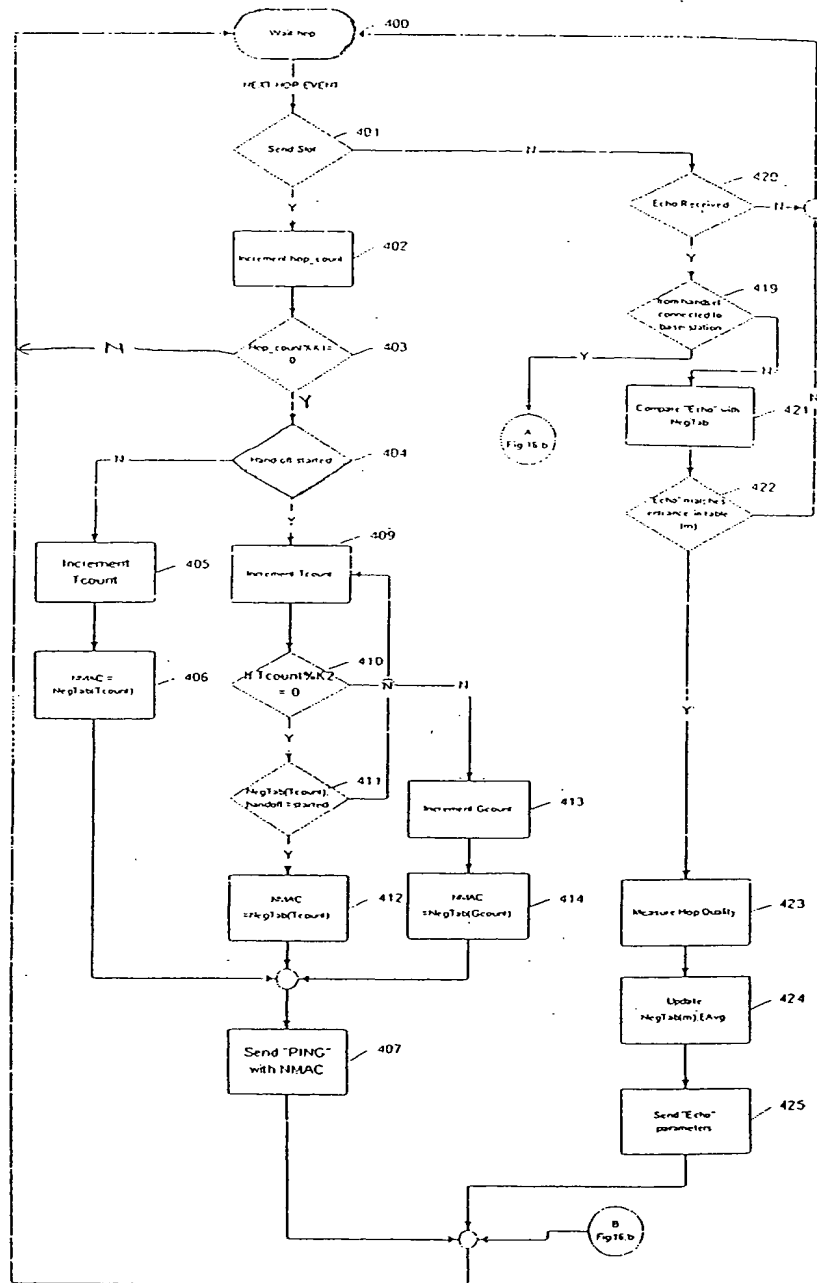 Wait hop
400
NEXT HOP EVENT
Send Slot
401
N
Y
Increment hop_count
402
Hop_count%K1=
0
403
N
Y
Handoff started
404
N
Y
Increment
Tcount
405
NMAC =
NegTab(Tcount)
406
Increment Tcount
409
If Tcount%K2
= 0
410
N
N
Y
NegTab(Tcount).
handoff = started
411
Y
NMAC
=NegTab(Tcount)
412
Increment Gcount
413
NMAC
=NegTab(Gcount)
414
Send "PING"
with NMAC
407
Echo Received
420
N
Y
from handset
connected to
base station
419
Y
N
A
Fig 16.b
Compare "Echo" with
NegTab
421
"Echo" matches
entrance in table
(m)
422
N
Y
Measure Hop Quality
423
Update
NegTab(m).EAvg
424
Send "Echo"
parameters
425
B
Fig16.b